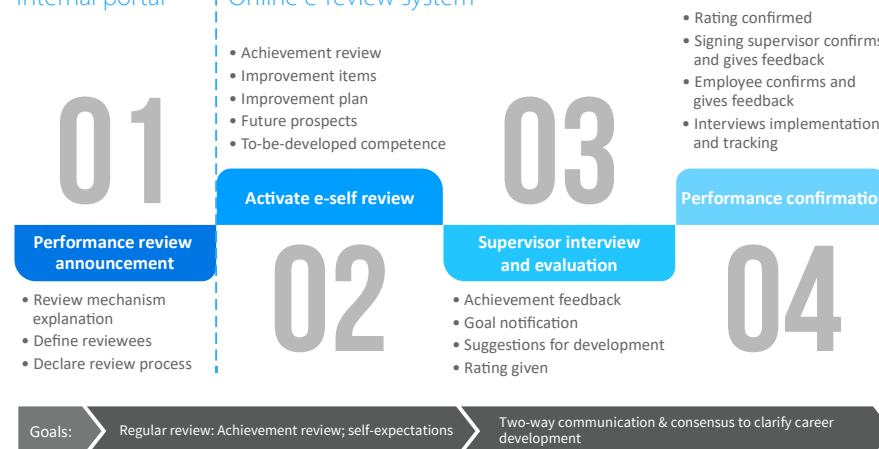 Internal portal
Online e-review system
01
Performance review
announcement
• Review mechanism
explanation
• Define reviewees
• Declare review process
• Achievement review
• Improvement items
• Improvement plan
• Future prospects
• To-be-developed competence
Activate e-self review
02
03
Supervisor interview
and evaluation
• Achievement feedback
• Goal notification
• Suggestions for development
• Rating given
• Rating confirmed
• Signing supervisor confirms
and gives feedback
• Employee confirms and
gives feedback
• Interviews implementation
and tracking
Performance confirmatio
04
Goals:
Regular review: Achievement review; self-expectations
Two-way communication & consensus to clarify career
development